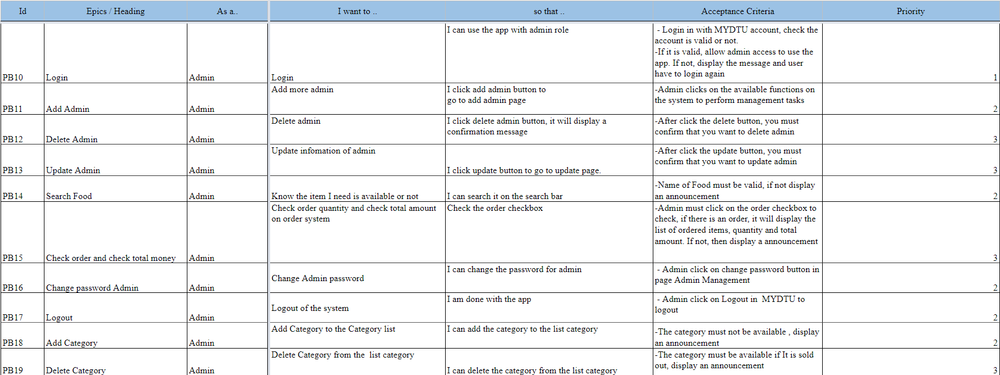 Id Epics / Heading As a.. I want to .. so that .. Acceptance Criteria Priority
I can use the app with admin role
- Login in with MYDTU account, check the
account is valid or not.
-If it is valid, allow admin access to use the
app. If not, display the message and user
have to login again
PB10 Login Admin Login 1
Add more admin
I click add admin button to
go to add admin page
-Admin clicks on the available functions on
the system to perform management tasks
PB11 Add Admin Admin 2
Delete admin
I click delete admin button, it will display a
confirmation message
-After click the delete button, you must
confirm that you want to delete admin
PB12 Delete Admin Admin 3
Update infomation of admin
-After click the update button, you must
confirm that you want to update admin
PB13 Update Admin Admin I click update button to go to update page. 3
-Name of Food must be valid, if not display
an announcement
PB14 Search Food Admin Know the item I need is available or not I can search it on the search bar 2
Check order quantity and check total amount
on order system
Check the order checkbox
-Admin must click on the order checkbox to
check, if there is an order, it will display the
list of ordered items, quantity and total
amount. If not, then display a announcement
PB15 Check order and check total money Admin 3
Change Admin password
I can change the password for admin
- Admin click on change password button in
page Admin Management
PB16 Change password Admin Admin 2
Logout of the system
I am done with the app
- Admin click on Logout in  MYDTU to
logout
PB17 Logout Admin 2
Add Category to the Category list
I can add the category to the list category
-The category must not be available , display
an announcement
PB18 Add Category Admin 2
Delete Category from the  list category
-The category must be available if It is sold
out, display an announcement
PB19 Delete Category Admin I can delete the category from the list category 3